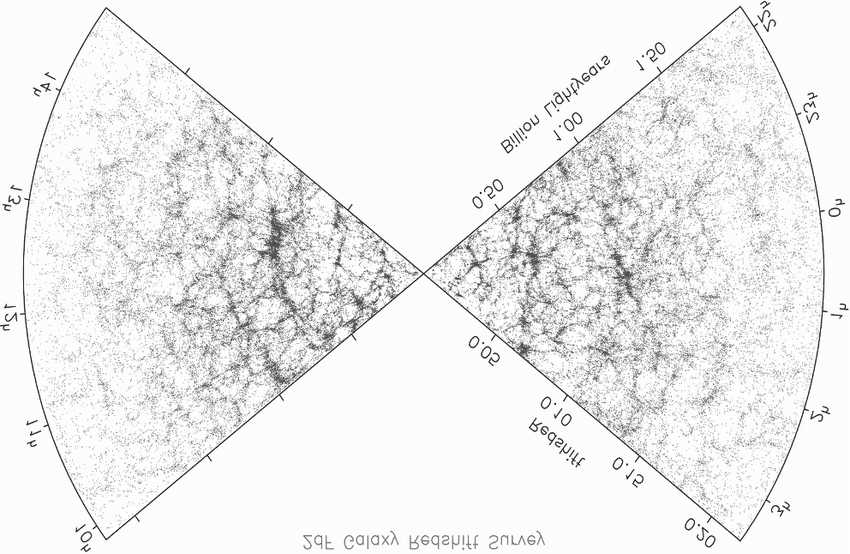 2dF Galaxy Redshift Survey
0.20
0.15
Redshift
0.10
0.05
3h
2h
1h
0h
23h
22h
0.50
1.00
1.50
Billion Lightyears
10h
11h
12h
13h
14h